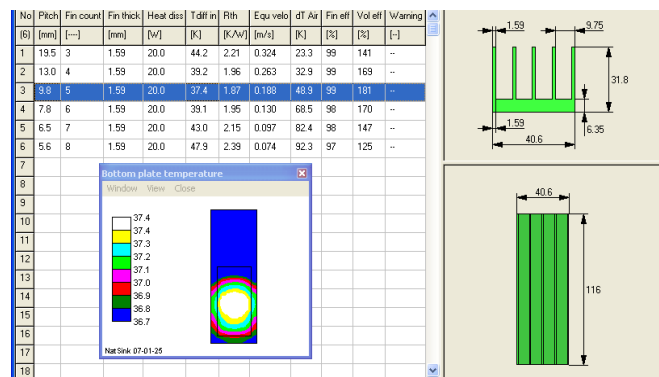 No Pitch Fin count Fin thick Heat diss Tdiff in Rth Equ velo dT Air Fin eff Vol eff Warning
(6) [mm] [----] [mm] [W] [K] [K/W] [m/s] [K] [%] [%] [-]
1 19.5 3 1.59 20.0 44.2 2.21 0.324 23.3 99 141 --
2 13.0 4 1.59 20.0 39.2 1.96 0.263 32.9 99 169 --
3 9.8 5 1.59 20.0 37.4 1.87 0.188 48.9 99 181 --
4 7.8 6 1.59 20.0 39.1 1.95 0.130 68.5 98 170 --
5 6.5 7 1.59 20.0 43.0 2.15 0.097 82.4 98 147 --
6 5.6 8 1.59 20.0 47.9 2.39 0.074 92.3 97 125 --
7
8
9
10
11
12
13
14
15
16
17
18
Bottom plate temperature
Window View Close
37.4
37.4
37.3
37.2
37.1
37.0
36.9
36.8
36.7
NatSink 07-01-25
1.59
9.75
31.8
1.59
6.35
40.6
40.6
116